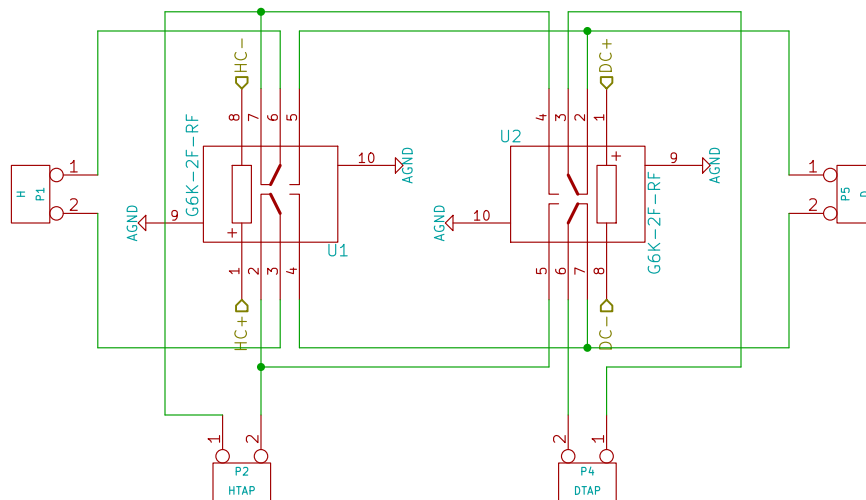 HC-
DC+
8
7
6
5
4
3
2
1
G6K-2F-RF
U2
+
10
AGND
9
AGND
1
H
P1
2
1
P5
D
2
AGND
9
+
U1
AGND
10
G6K-2F-RF
1
2
3
4
5
6
7
8
HC+
DC-
1
2
2
1
P2
HTAP
P4
DTAP